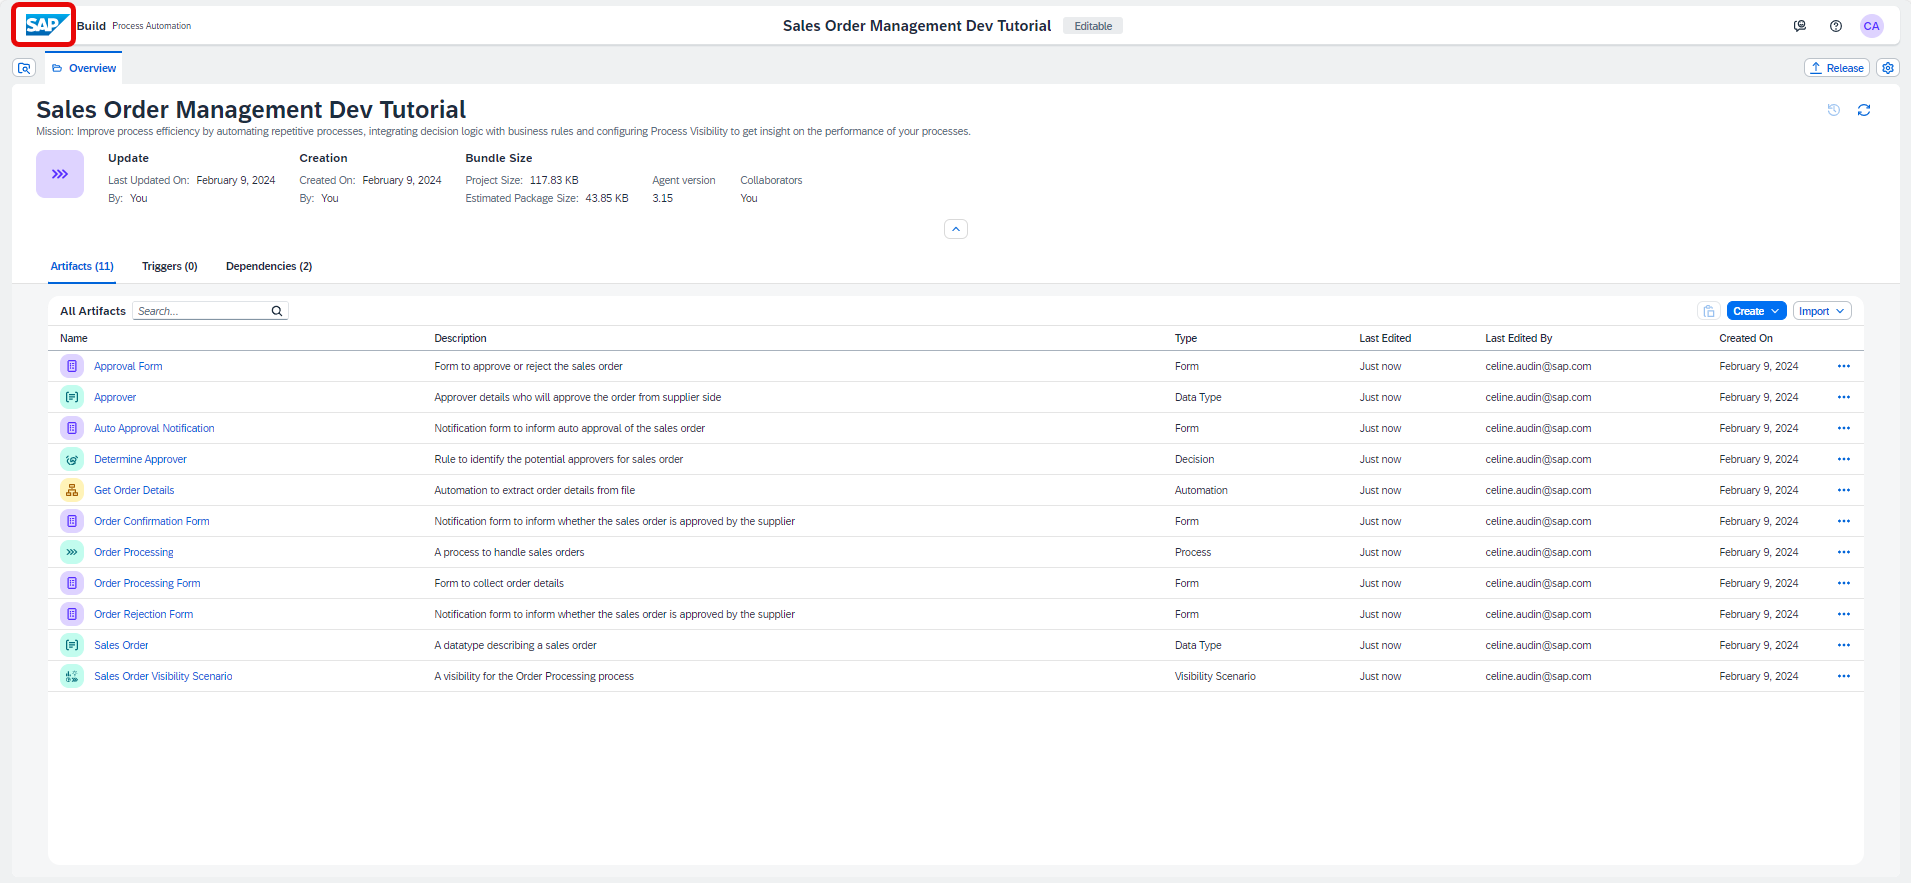 SAP Build Process Automation
Sales Order Management Dev Tutorial Editable
CA
Overview
Release
Sales Order Management Dev Tutorial
Mission: Improve process efficiency by automating repetitive processes, integrating decision logic with business rules and configuring Process Visibility to get insight on the performance of your processes.
Update Creation Bundle Size
Last Updated On: February 9, 2024 Created On: February 9, 2024 Project Size: 117.83 KB Agent version Collaborators
By: You By: You Estimated Package Size: 43.85 KB 3.15 You
Artifacts (11) Triggers (0) Dependencies (2)
All Artifacts Search... Create Import
Name Description Type Last Edited Last Edited By Created On
Approval Form Form to approve or reject the sales order Form Just now celine.audin@sap.com February 9, 2024
Approver Approver details who will approve the order from supplier side Data Type Just now celine.audin@sap.com February 9, 2024
Auto Approval Notification Notification form to inform auto approval of the sales order Form Just now celine.audin@sap.com February 9, 2024
Determine Approver Rule to identify the potential approvers for sales order Decision Just now celine.audin@sap.com February 9, 2024
Get Order Details Automation to extract order details from file Automation Just now celine.audin@sap.com February 9, 2024
Order Confirmation Form Notification form to inform whether the sales order is approved by the supplier Form Just now celine.audin@sap.com February 9, 2024
Order Processing A process to handle sales orders Process Just now celine.audin@sap.com February 9, 2024
Order Processing Form Form to collect order details Form Just now celine.audin@sap.com February 9, 2024
Order Rejection Form Notification form to inform whether the sales order is approved by the supplier Form Just now celine.audin@sap.com February 9, 2024
Sales Order A datatype describing a sales order Data Type Just now celine.audin@sap.com February 9, 2024
Sales Order Visibility Scenario A visibility for the Order Processing process Visibility Scenario Just now celine.audin@sap.com February 9, 2024